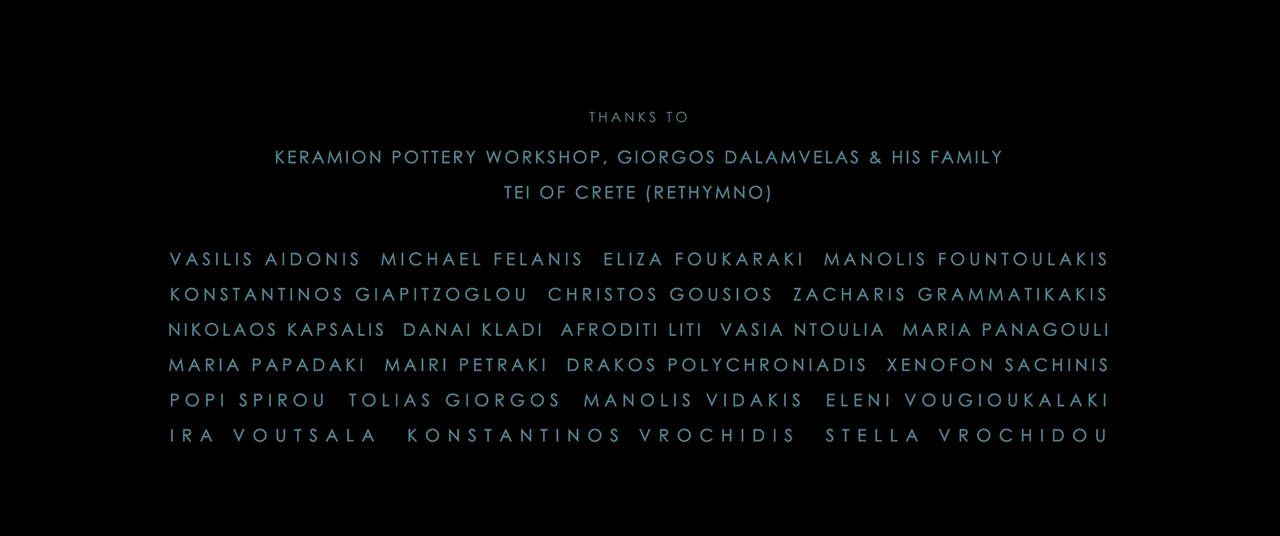 THANKS TO
KERAMION POTTERY WORKSHOP, GIORGOS DALAMVELAS & HIS FAMILY
TEI OF CRETE (RETHYMNO)
VASILIS AIDONIS MICHAEL FELANIS ELIZA FOUKARAKI MANOLIS FOUNTOULAKIS
KONSTANTINOS GIAPITZOGLOU CHRISTOS GOUSIOS ZACHARIS GRAMMATIKAKIS
NIKOLAOS KAPSALIS DANAI KLADI AFRODITI LITI VASIA NTOULIA MARIA PANAGOULI
MARIA PAPADAKI MAIRI PETRAKI DRAKOS POLYCHRONIADIS XENOFON SACHINIS
POPI SPIROU TOLIAS GIORGOS MANOLIS VIDAKIS ELENI VOUGIOUKALAKI
IRA VOUTSALA KONSTANTINOS VROCHIDIS STELLA VROCHIDOU